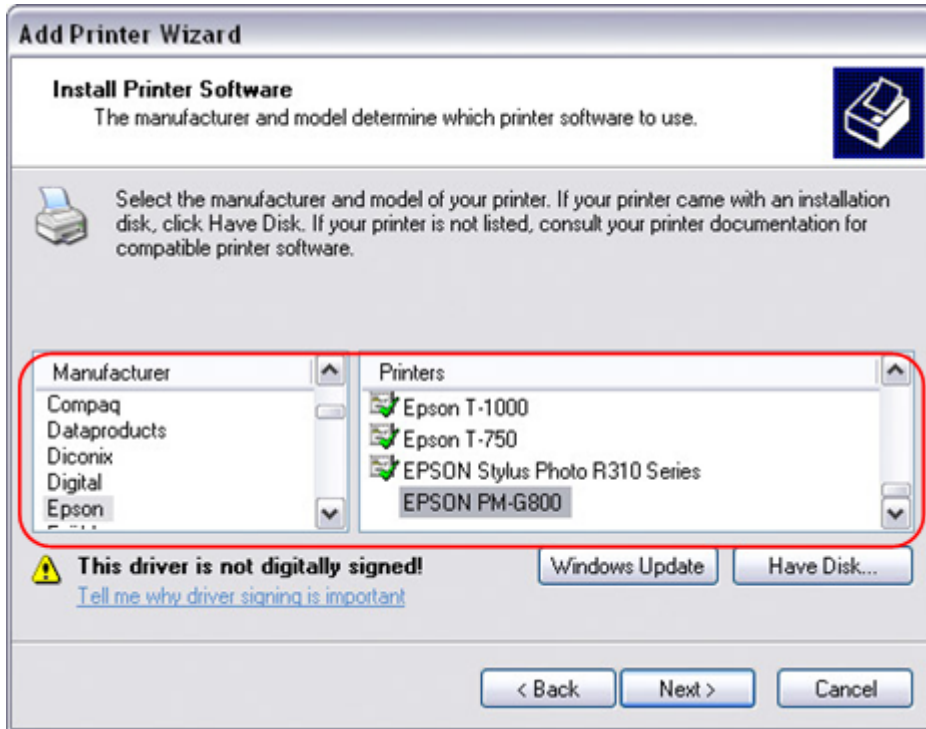 Add Printer Wizard
Install Printer Software
The manufacturer and model determine which printer software to use.
Select the manufacturer and model of your printer. If your printer came with an installation
disk, click Have Disk. If your printer is not listed, consult your printer documentation for
compatible printer software.
Manufacturer
Compaq
Dataproducts
Diconix
Digital
Epson
Printers
Epson T-1000
Epson T-750
EPSON Stylus Photo R310 Series
EPSON PM-G800
This driver is not digitally signed!
Tell me why driver signing is important
Windows Update
Have Disk...
< Back
Next >
Cancel